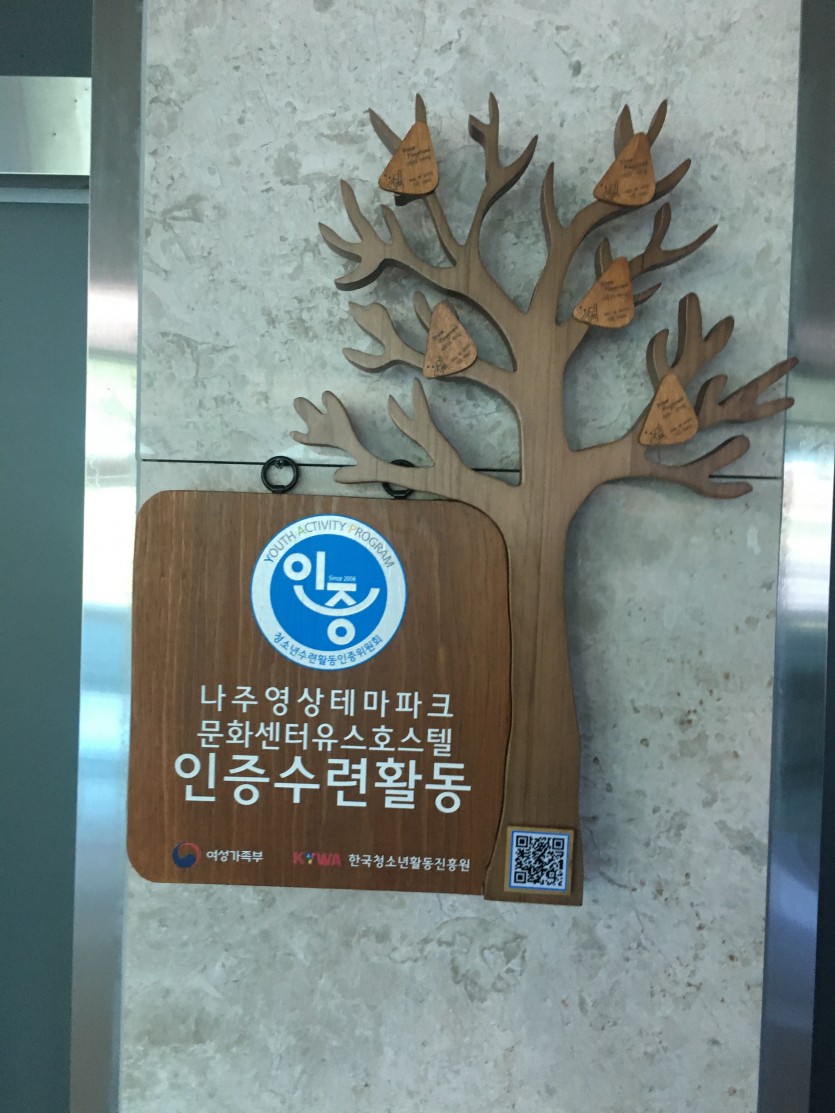 YOUTH ACTIVITY PROGRAM
Since 2006
인증
청소년수련활동인증위원회
나주영상테마파크
문화센터유스호스텔
인증수련활동
여성가족부
KYWA 한국청소년활동진흥원